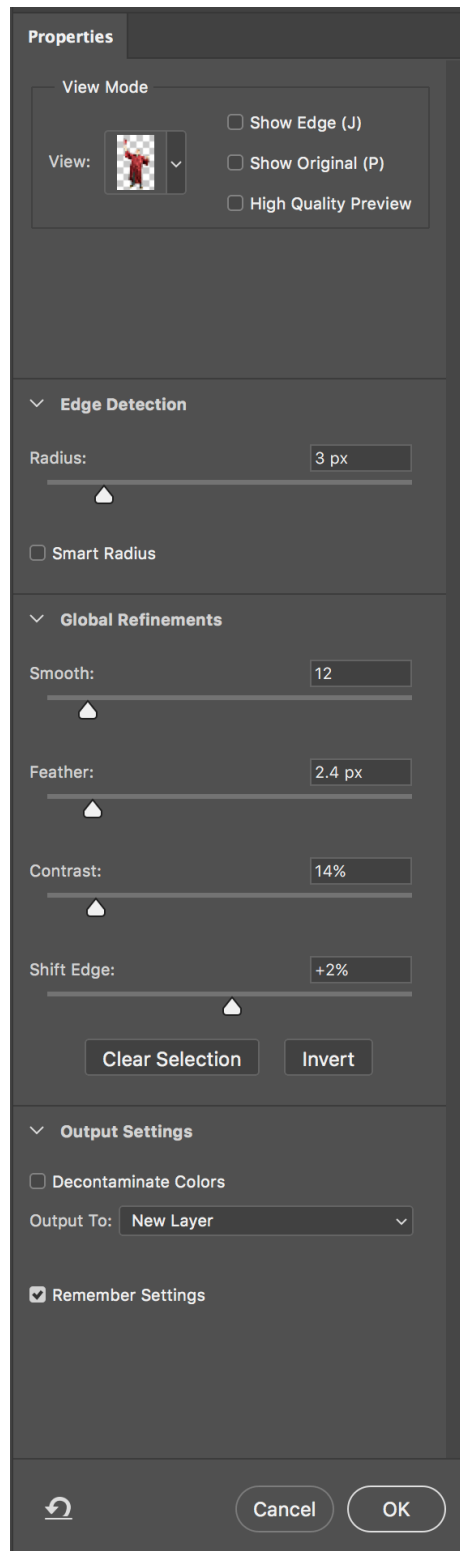 Properties
View Mode
View:
Show Edge (J)
Show Original (P)
High Quality Preview
Edge Detection
Radius: 3 px
Smart Radius
Global Refinements
Smooth: 12
Feather: 2.4 px
Contrast: 14%
Shift Edge: +2%
Clear Selection Invert
Output Settings
Decontaminate Colors
Output To: New Layer
Remember Settings
Cancel OK